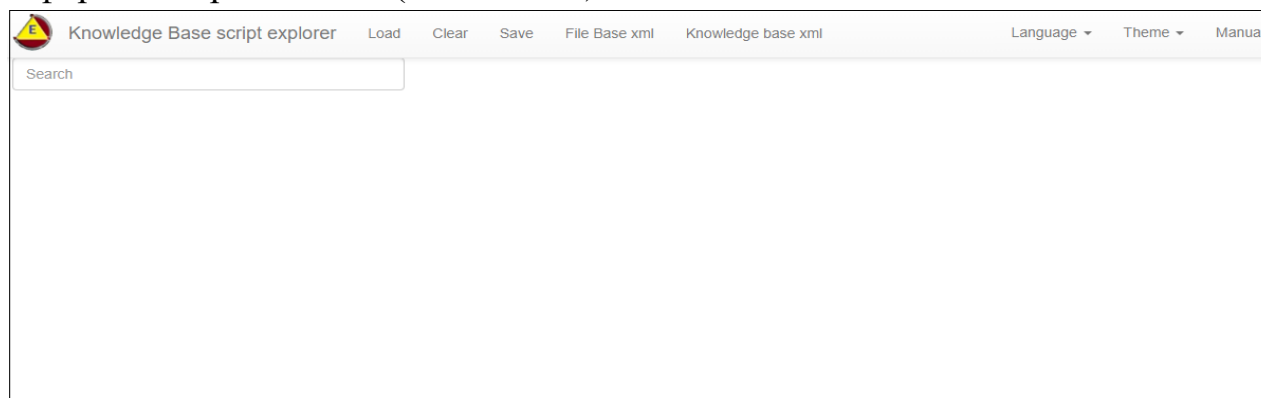 E
Knowledge Base script explorer Load Clear Save File Base xml Knowledge base xml Language Theme Manua
Search